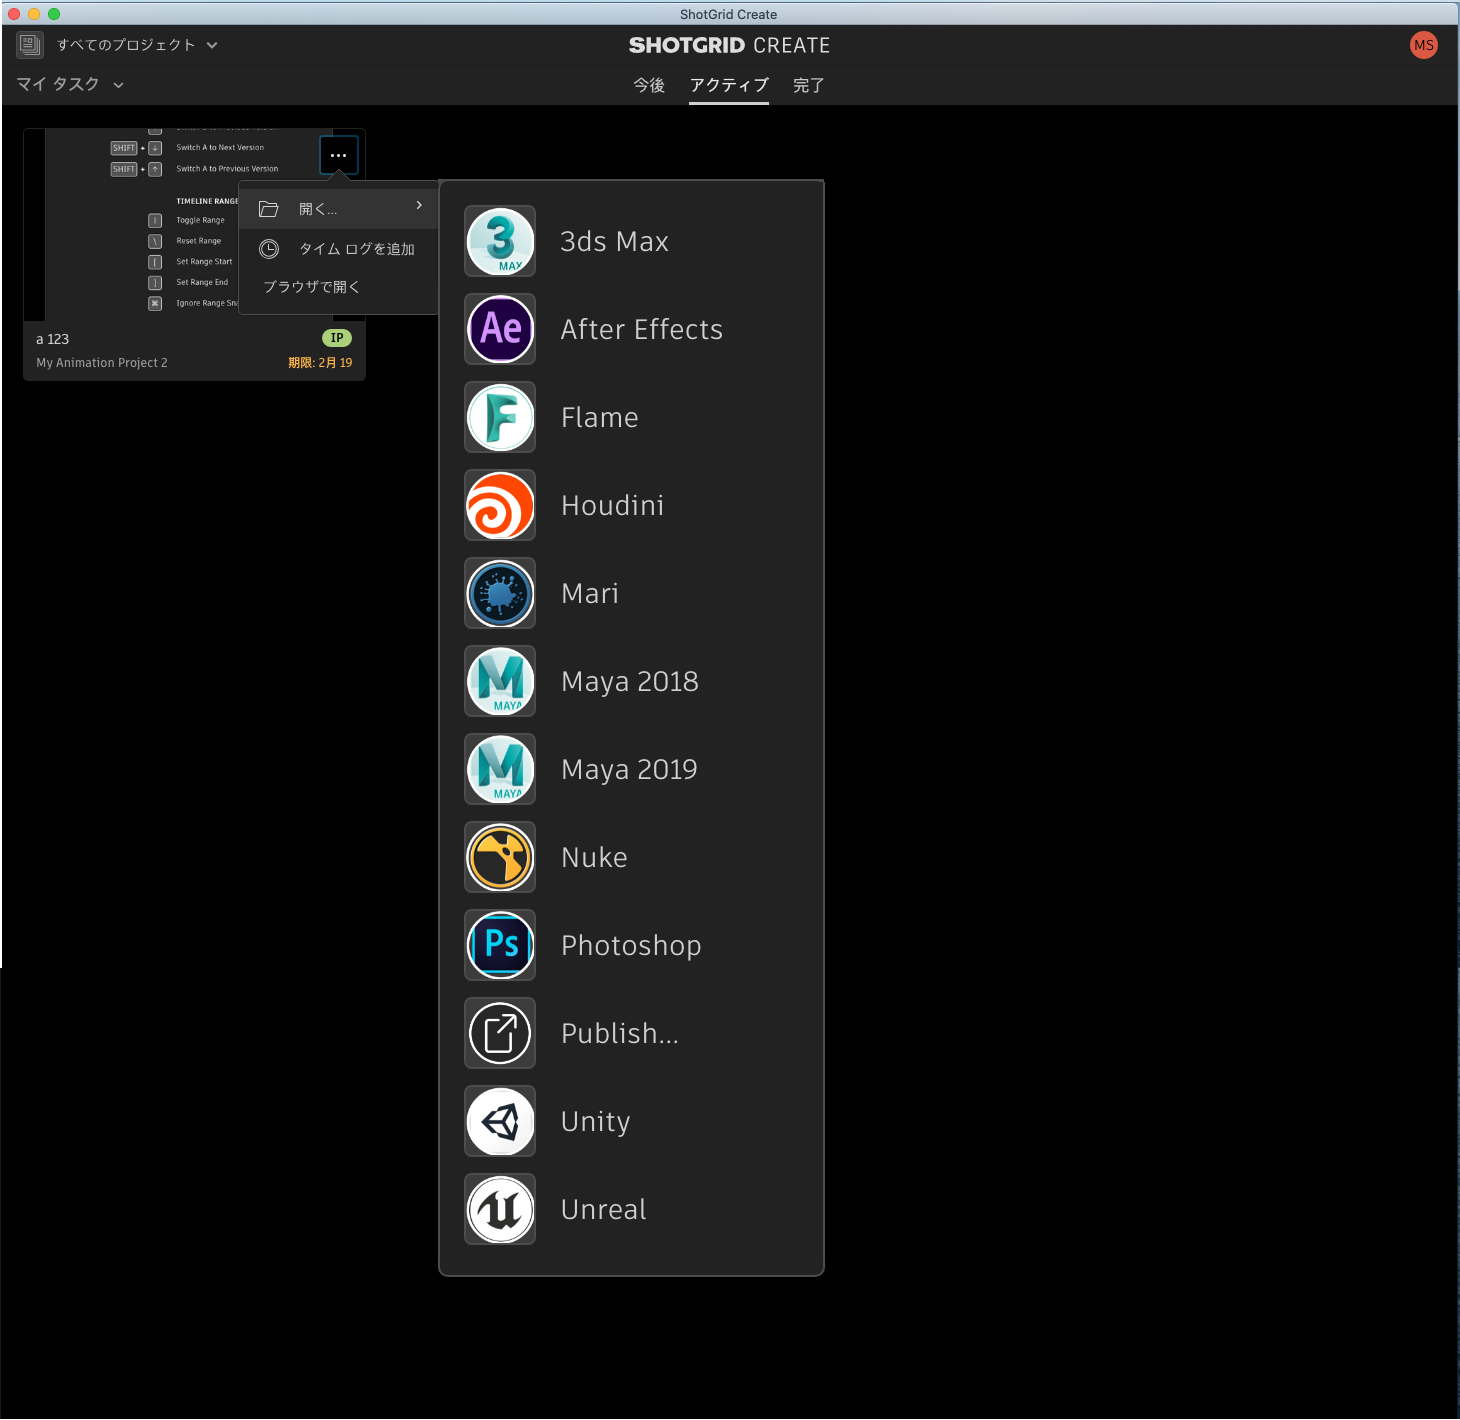 ShotGrid Create
すべてのプロジェクト
SHOTGRID CREATE
MS
マイ タスク
今後
アクティブ
完了
SHIFT + ↓ Switch A to Next Version
SHIFT + ↑ Switch A to Previous Version
TIMELINE RANGE
I Toggle Range
\ Reset Range
[ Set Range Start
] Set Range End
⌘ Ignore Range
a 123
IP
My Animation Project 2
期限: 2月 19
開く...
タイム ログを追加
ブラウザで開く
3 MAX 3ds Max
Ae After Effects
F Flame
Houdini
Mari
M MAYA Maya 2018
M MAYA Maya 2019
Nuke
Ps Photoshop
Publish...
Unity
Unreal